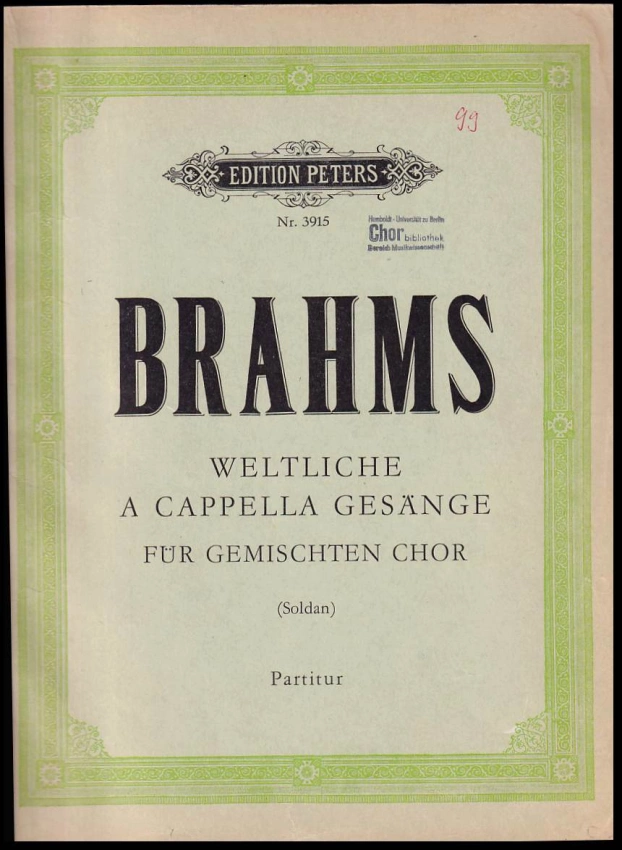 99
EDITION PETERS
Nr. 3915
Humboldt-Universität zu Berlin
Chor bibliothek
Bereich Musikwissenschaft
BRAHMS
WELTLICHE
A CAPPELLA GESÄNGE
FÜR GEMISCHTEN CHOR
(Soldan)
Partitur